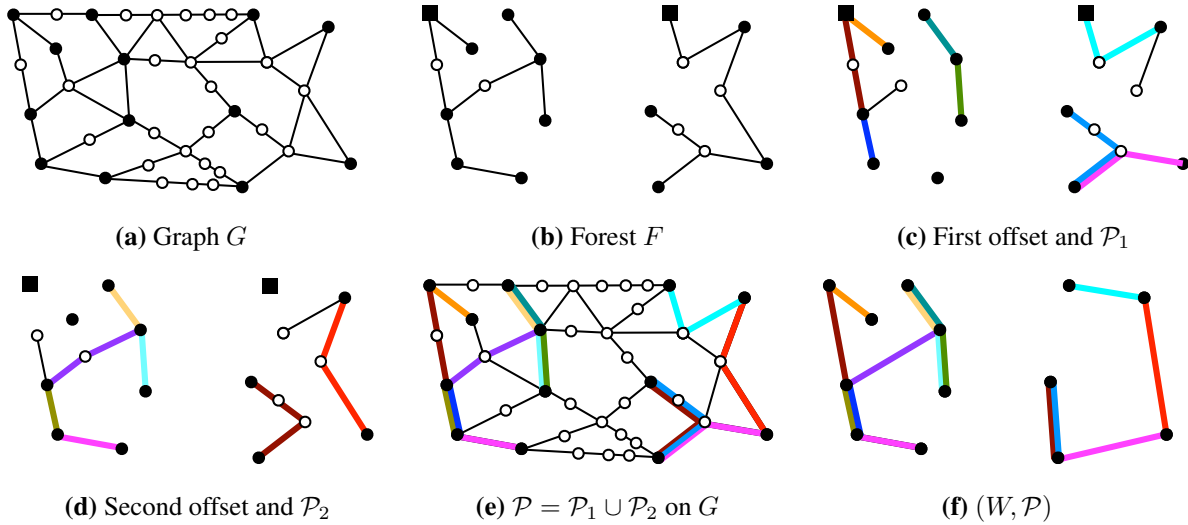 (a) Graph G
(b) Forest F
(c) First offset and 𝒫₁
(d) Second offset and 𝒫₂
(e) 𝒫 = 𝒫₁ ∪ 𝒫₂ on G
(f) (W, 𝒫)